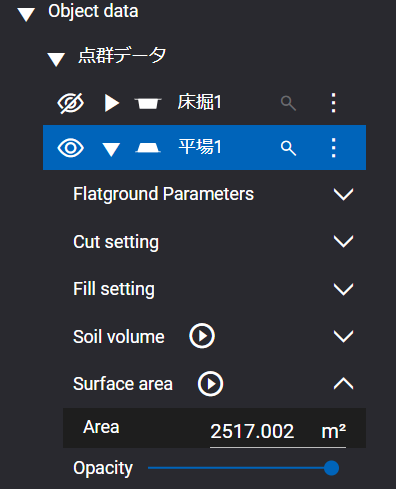 Object data
点群データ
床掘1
平場1
Flatground Parameters
Cut setting
Fill setting
Soil volume
Surface area
Area 2517.002 m²
Opacity